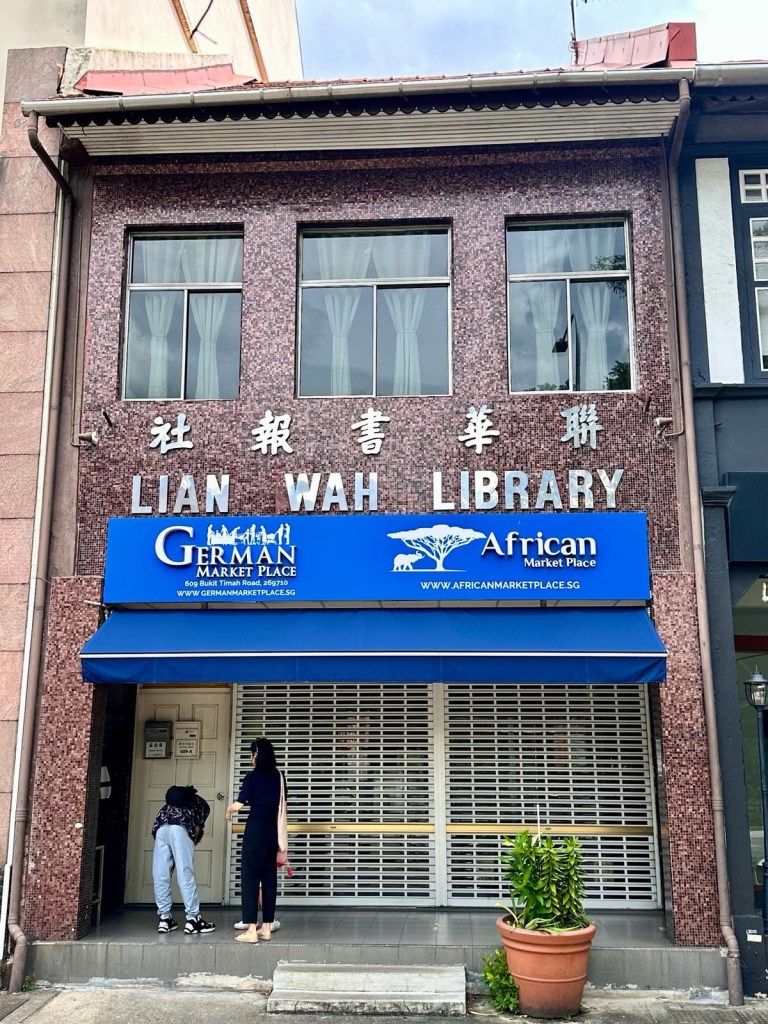 聯華書報社
LIAN WAH LIBRARY
GERMAN
MARKET PLACE
609 Bukit Timah Road, 269710
WWW.GERMANMARKETPLACE.SG
African
Market Place
WWW.AFRICANMARKETPLACE.SG
609-A